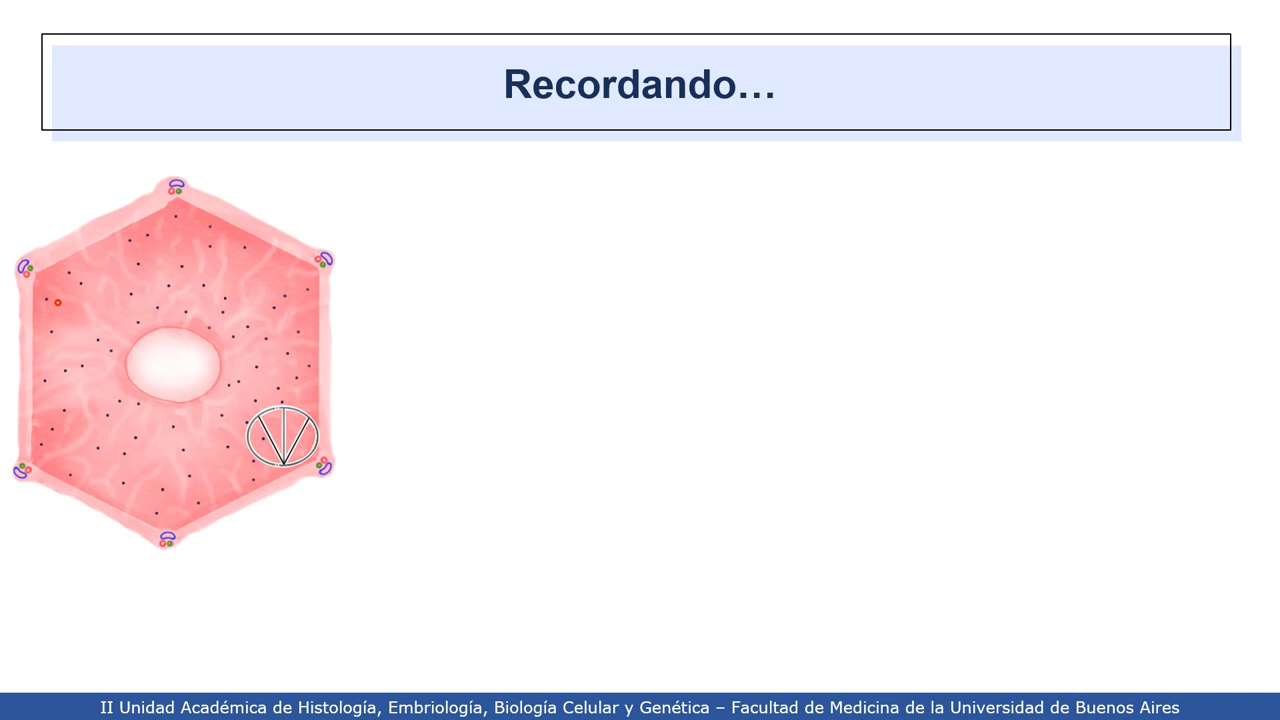 Recordando…
II Unidad Académica de Histología, Embriología, Biología Celular y Genética – Facultad de Medicina de la Universidad de Buenos Aires